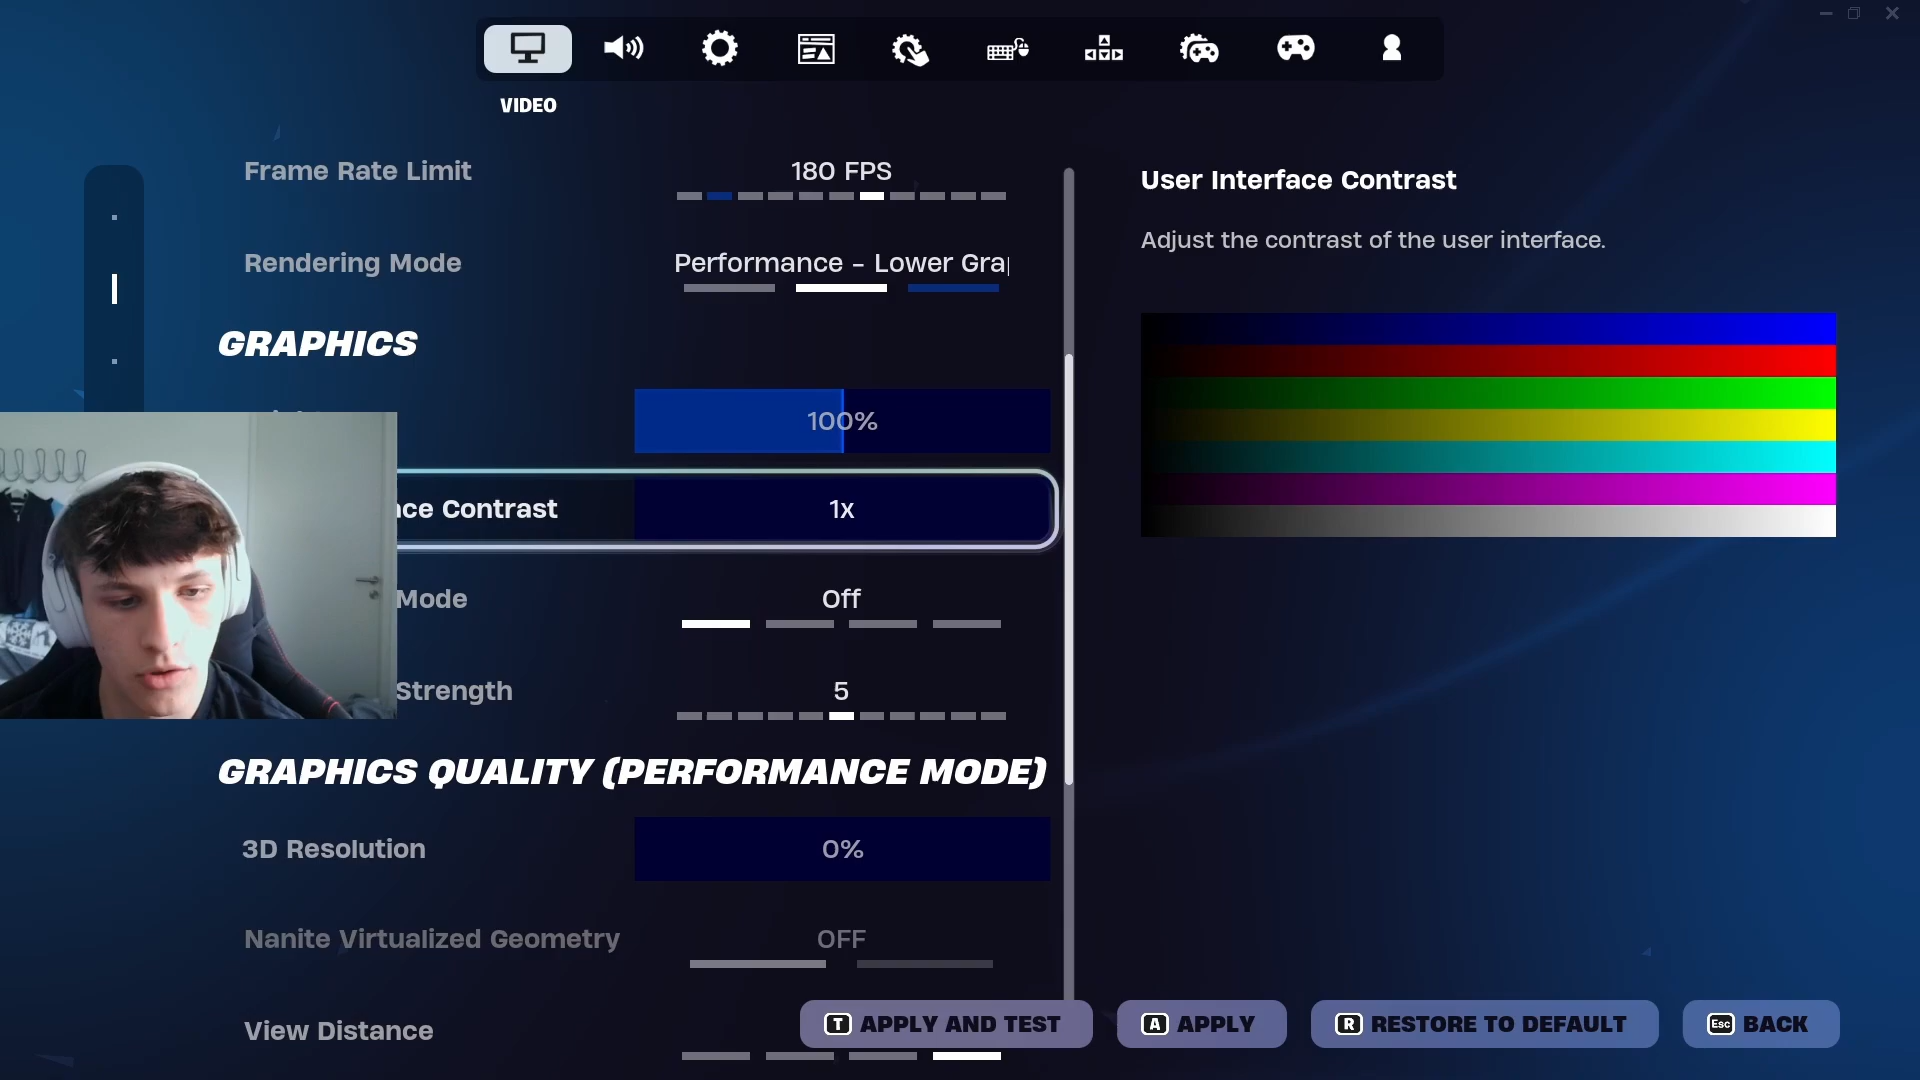 VIDEO
Frame Rate Limit
180 FPS
Rendering Mode
Performance - Lower Gra
GRAPHICS
100%
Contrast
1x
Mode
Off
Strength
5
GRAPHICS QUALITY (PERFORMANCE MODE)
3D Resolution
0%
Nanite Virtualized Geometry
OFF
View Distance
User Interface Contrast
Adjust the contrast of the user interface.
T APPLY AND TEST
A APPLY
R RESTORE TO DEFAULT
Esc BACK